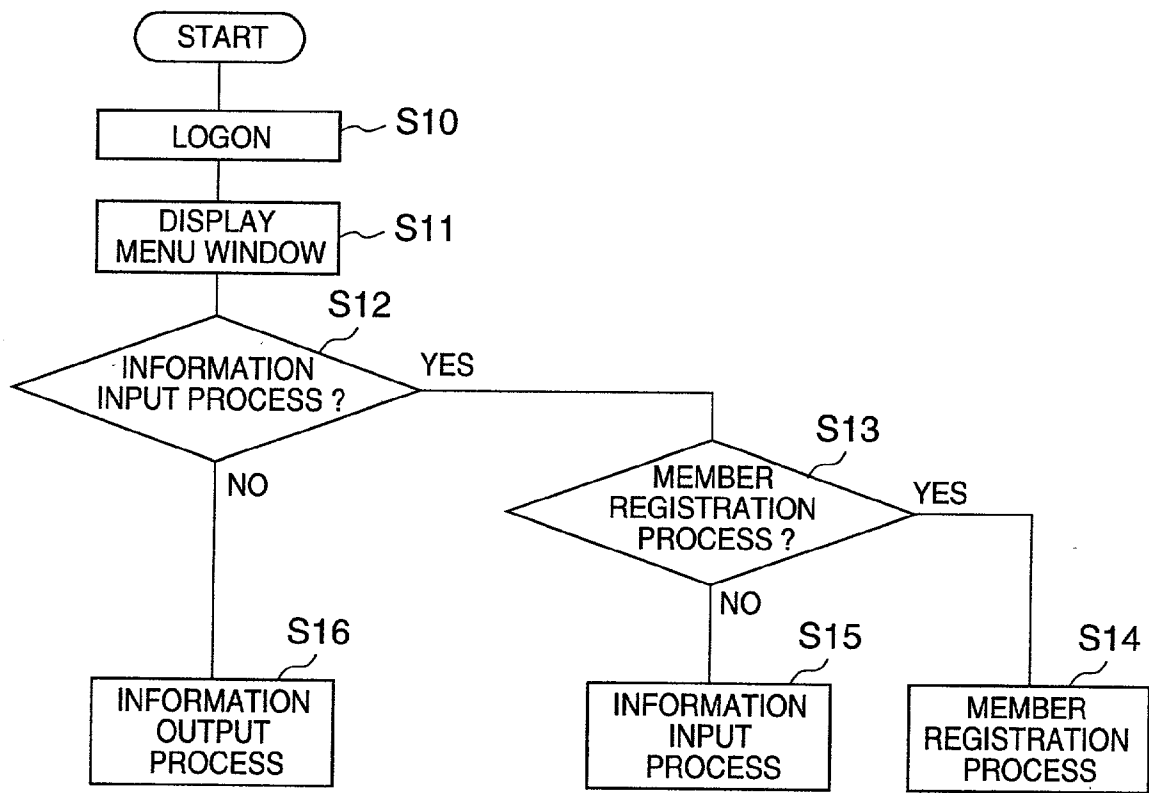 START
LOGON
S10
DISPLAY
MENU WINDOW
S11
S12
INFORMATION
INPUT PROCESS ?
YES
NO
S13
MEMBER
REGISTRATION
PROCESS ?
YES
NO
S16
INFORMATION
OUTPUT
PROCESS
S15
INFORMATION
INPUT
PROCESS
S14
MEMBER
REGISTRATION
PROCESS